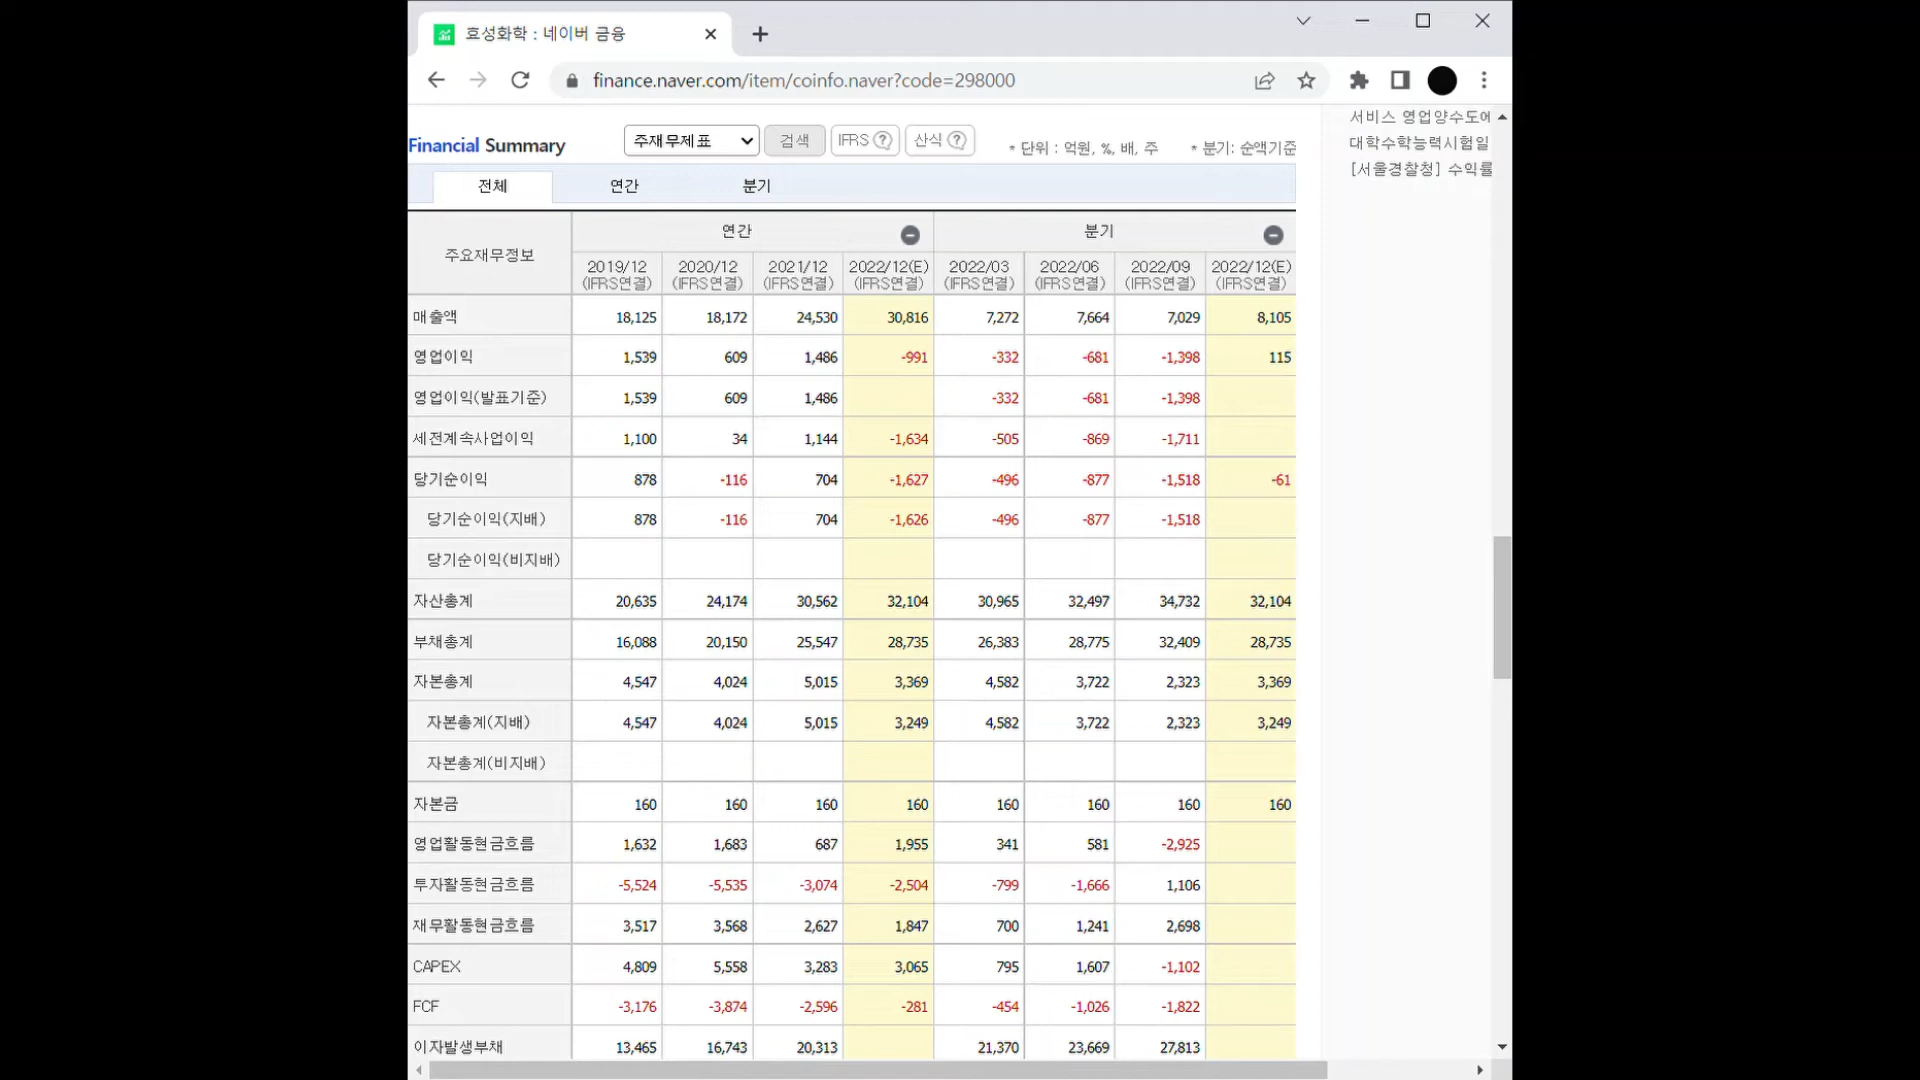 효성화학 : 네이버 금융
finance.naver.com/item/coinfo.naver?code=298000
서비스 영업양수도에
대학수학능력시험일
[서울경찰청] 수익률
Financial Summary 주재무제표 검색 IFRS ? 산식 ? * 단위 : 억원, %, 배, 주 * 분기: 순액기준
전체 연간 분기
주요재무정보 연간 분기
2019/12 2020/12 2021/12 2022/12(E) 2022/03 2022/06 2022/09 2022/12(E)
(IFRS연결) (IFRS연결) (IFRS연결) (IFRS연결) (IFRS연결) (IFRS연결) (IFRS연결) (IFRS연결)
매출액 18,125 18,172 24,530 30,816 7,272 7,664 7,029 8,105
영업이익 1,539 609 1,486 -991 -332 -681 -1,398 115
영업이익(발표기준) 1,539 609 1,486 -332 -681 -1,398
세전계속사업이익 1,100 34 1,144 -1,634 -505 -869 -1,711
당기순이익 878 -116 704 -1,627 -496 -877 -1,518 -61
당기순이익(지배) 878 -116 704 -1,626 -496 -877 -1,518
당기순이익(비지배)
자산총계 20,635 24,174 30,562 32,104 30,965 32,497 34,732 32,104
부채총계 16,088 20,150 25,547 28,735 26,383 28,775 32,409 28,735
자본총계 4,547 4,024 5,015 3,369 4,582 3,722 2,323 3,369
자본총계(지배) 4,547 4,024 5,015 3,249 4,582 3,722 2,323 3,249
자본총계(비지배)
자본금 160 160 160 160 160 160 160 160
영업활동현금흐름 1,632 1,683 687 1,955 341 581 -2,925
투자활동현금흐름 -5,524 -5,535 -3,074 -2,504 -799 -1,666 1,106
재무활동현금흐름 3,517 3,568 2,627 1,847 700 1,241 2,698
CAPEX 4,809 5,558 3,283 3,065 795 1,607 -1,102
FCF -3,176 -3,874 -2,596 -281 -454 -1,026 -1,822
이자발생부채 13,465 16,743 20,313 21,370 23,669 27,813